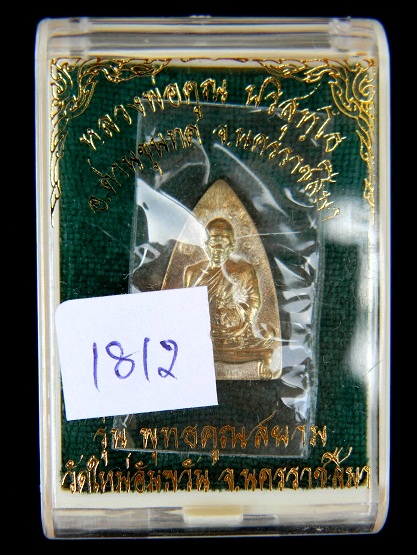 หลวงพ่อคูณ ปริสุทฺโธ
อ.ด่านขุนทด จ.นครราชสีมา
1812
รุ่น พุทธคูณสยาม
วัดใหม่อัมพวัน จ.นครราชสีมา